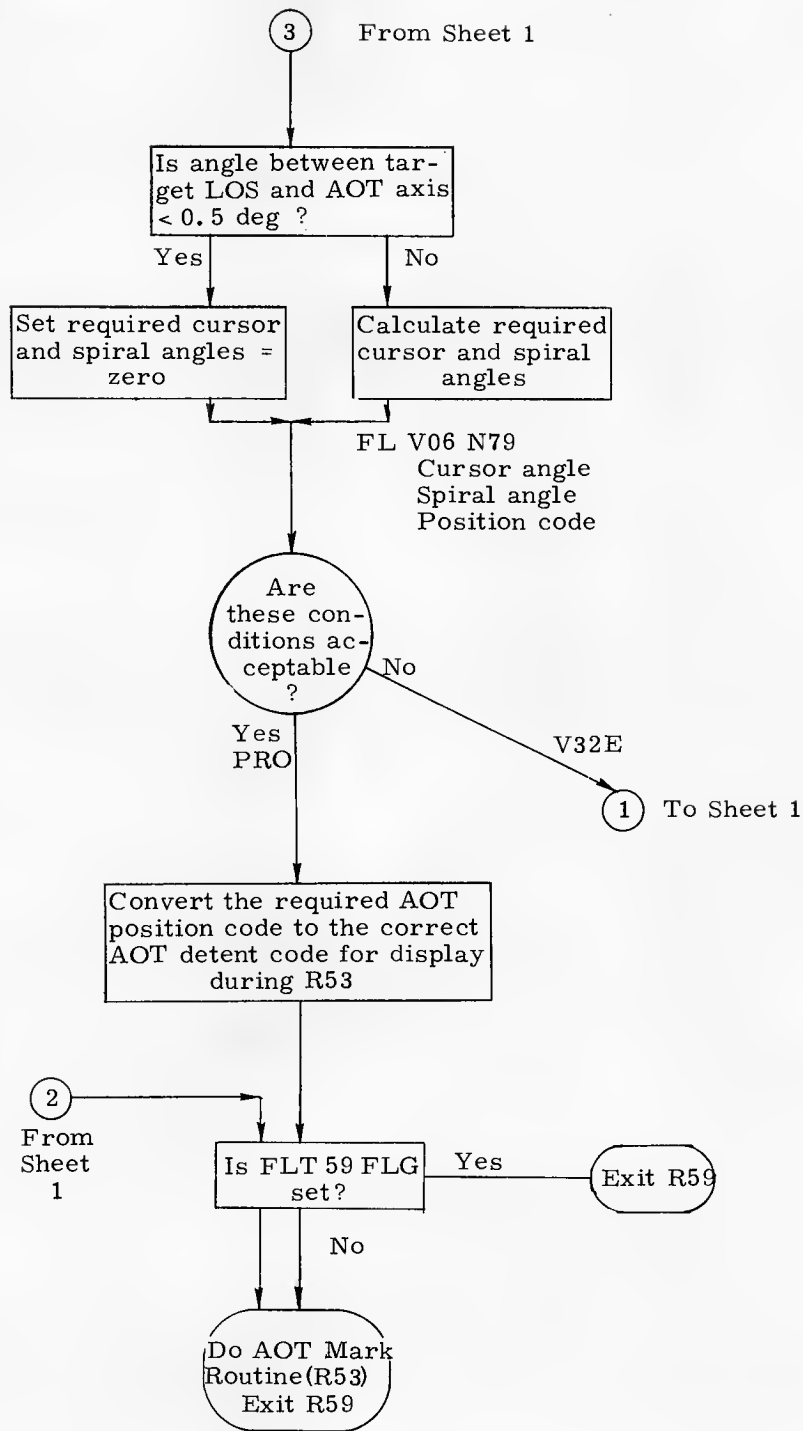 3 From Sheet 1
Is angle between tar-
get LOS and AOT axis
< 0.5 deg ?
Yes
No
Set required cursor
and spiral angles =
zero
Calculate required
cursor and spiral
angles
FL V06 N79
Cursor angle
Spiral angle
Position code
Are
these con-
ditions ac-
ceptable
?
No
Yes
PRO
V32E
1 To Sheet 1
Convert the required AOT
position code to the correct
AOT detent code for display
during R53
2
From
Sheet
1
Is FLT 59 FLG
set?
Yes
Exit R59
No
Do AOT Mark
Routine(R53)
Exit R59